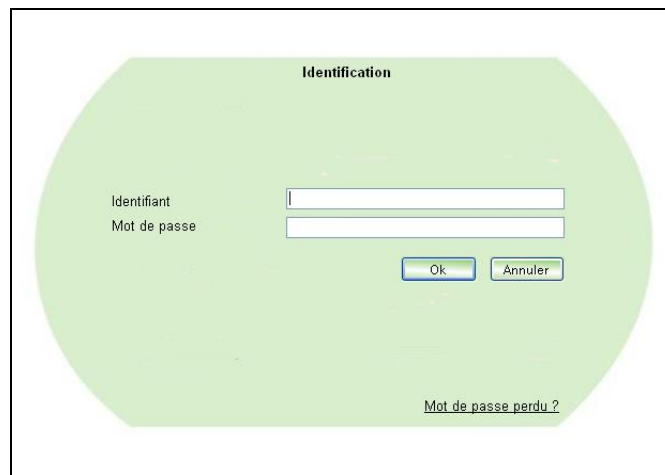 Identification
Identifiant
Mot de passe
Ok Annuler
Mot de passe perdu ?